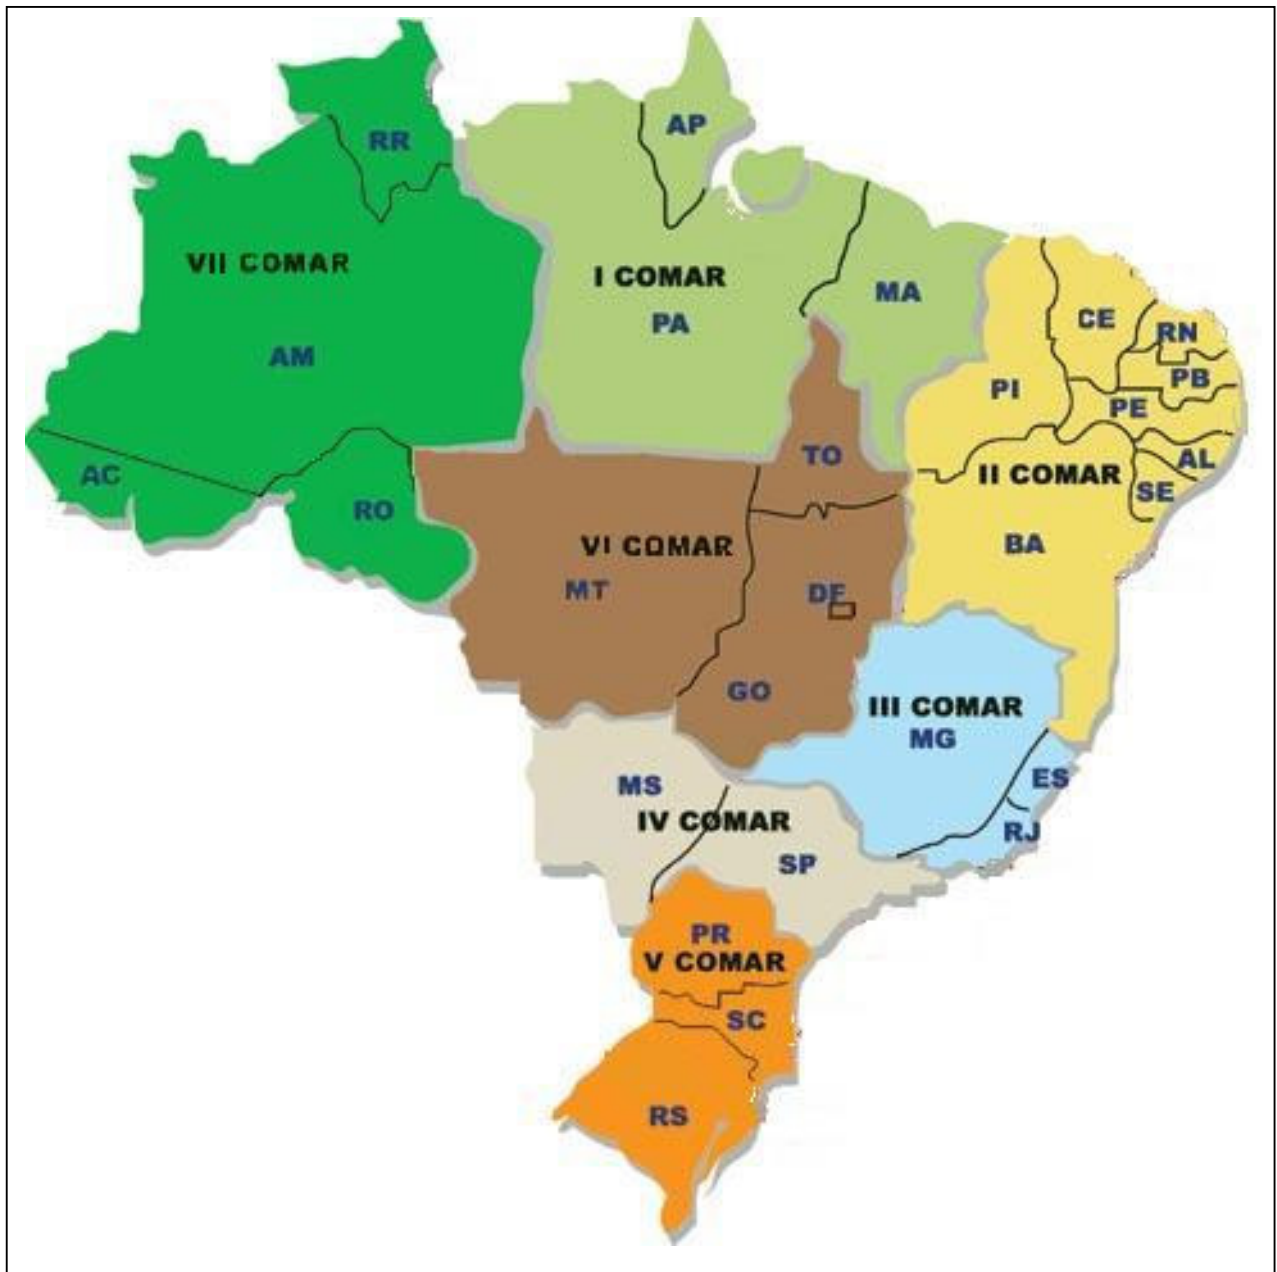 RR
AP
VII COMAR
I COMAR
MA
PA
CE
RN
AM
PB
PI
PE
TO
AL
II COMAR
AC
SE
RO
BA
VI COMAR
MT
DF
GO
III COMAR
MG
ES
MS
IV COMAR
RJ
SP
PR
V COMAR
SC
RS